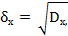 δₓ = √Dₓ,